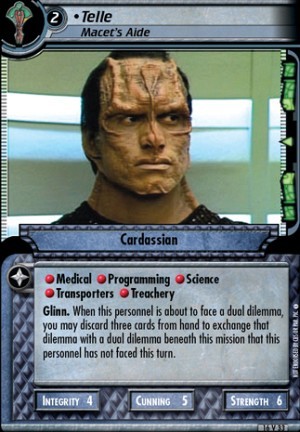 2
•Telle
Macet's Aide
Cardassian
Medical Programming Science
Transporters Treachery
Glinn. When this personnel is about to face a dual dilemma,
you may discard three cards from hand to exchange that
dilemma with a dual dilemma beneath this mission that this
personnel has not faced this turn.
Integrity 4 Cunning 5 Strength 6
16 V 33